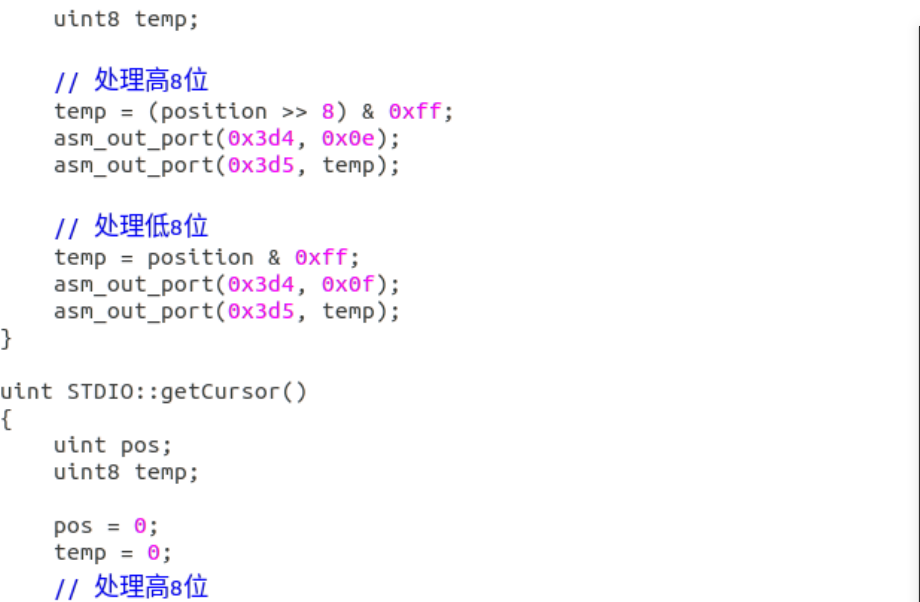 uint8 temp;
// 处理高8位
temp = (position >> 8) & 0xff;
asm_out_port(0x3d4, 0x0e);
asm_out_port(0x3d5, temp);
// 处理低8位
temp = position & 0xff;
asm_out_port(0x3d4, 0x0f);
asm_out_port(0x3d5, temp);
}
uint STDIO::getCursor()
{
uint pos;
uint8 temp;
pos = 0;
temp = 0;
// 处理高8位